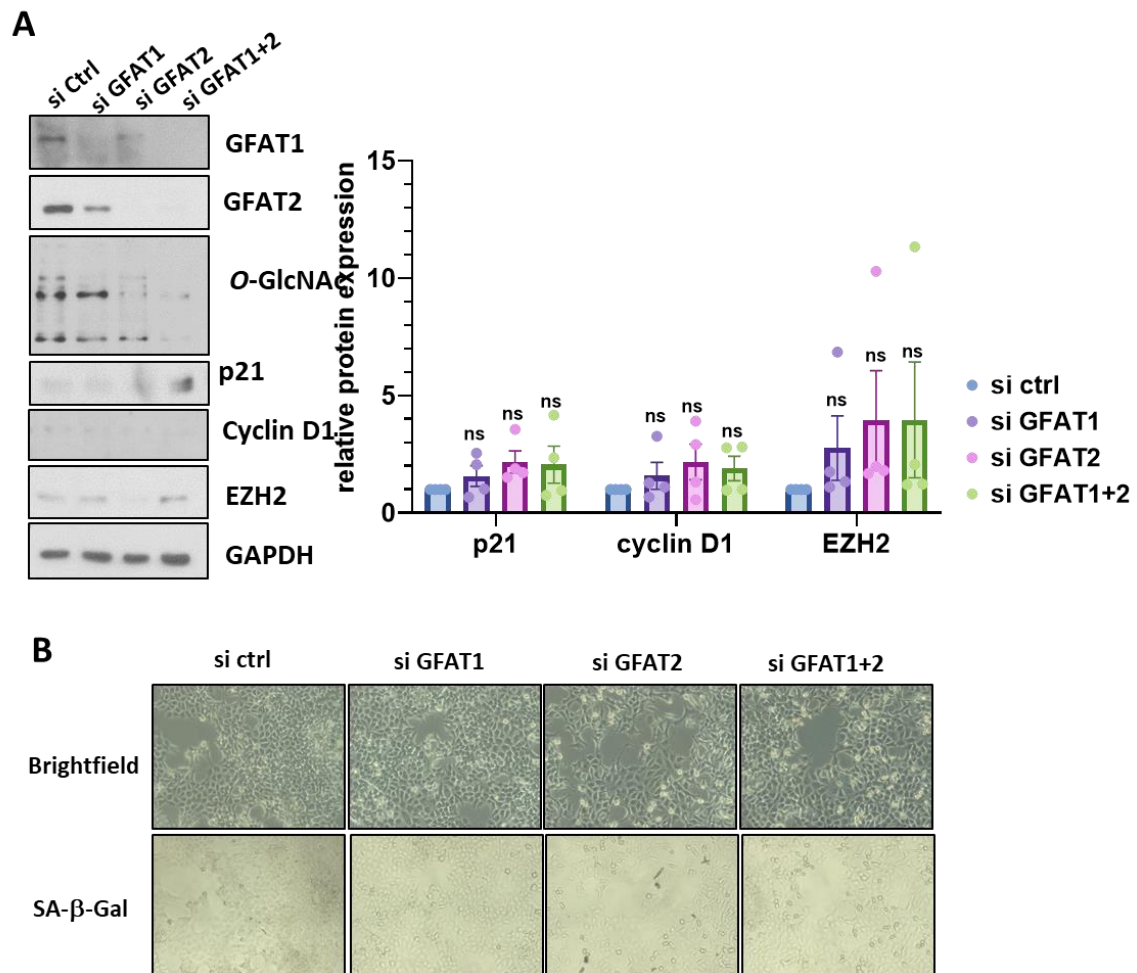 A
si Ctrl
si GFAT1
si GFAT2
si GFAT1+2
GFAT1
GFAT2
O-GlcNAc
p21
Cyclin D1
EZH2
GAPDH
relative protein expression
15
10
5
0
ns
ns
ns
ns
ns
ns
ns
ns
ns
p21
cyclin D1
EZH2
si ctrl
si GFAT1
si GFAT2
si GFAT1+2
B
si ctrl
si GFAT1
si GFAT2
si GFAT1+2
Brightfield
SA-β-Gal